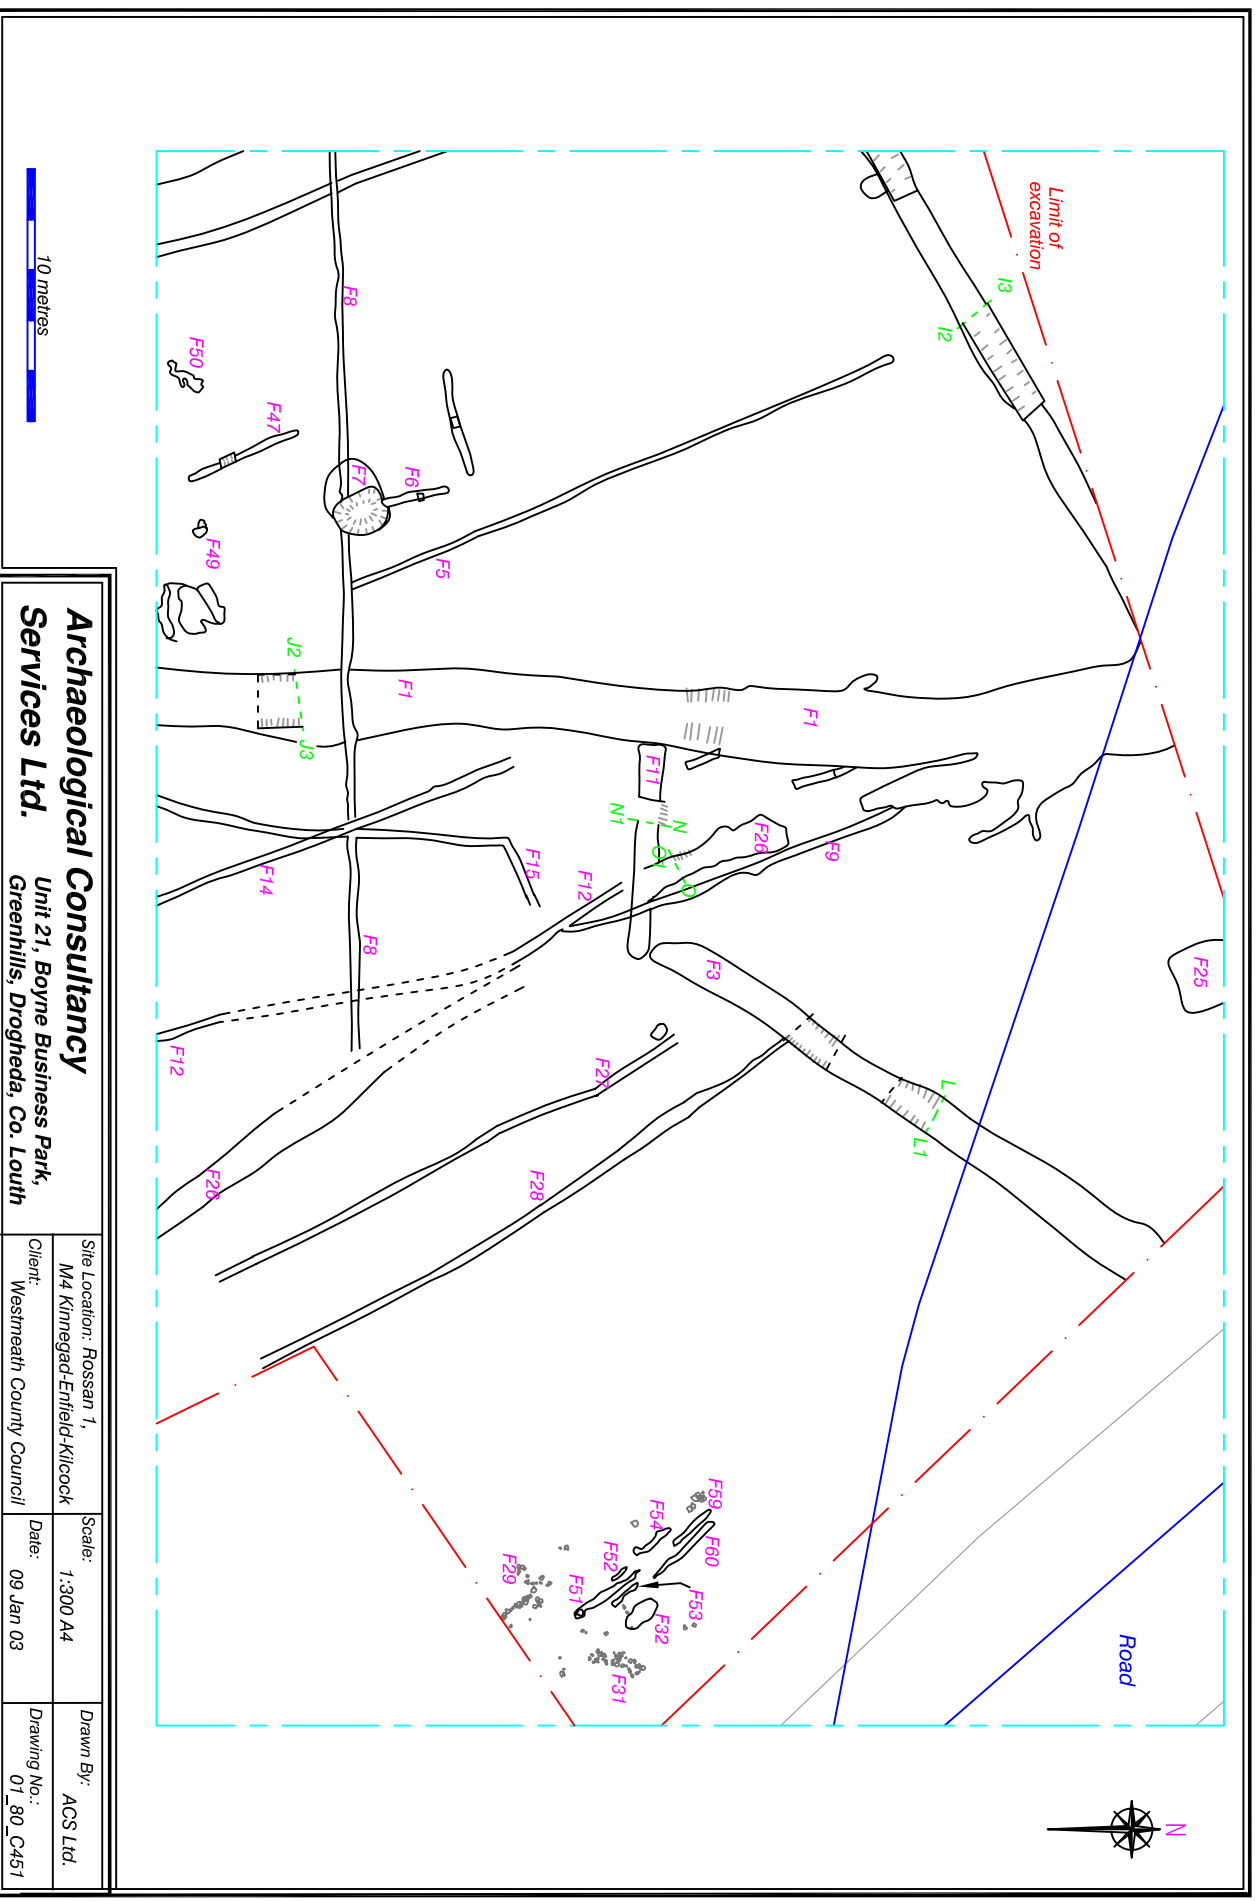 N
Road
Limit of
excavation
I3
I2
F25
F1
F9
F26
L
L1
F3
O
O1
N
N1
F11
F59
F60
F54
F53
F32
F52
F51
F31
F29
F12
F15
F27
F28
F5
F6
F7
F8
F1
F8
J2
J3
F14
F47
F50
F49
F12
F26
10 metres
Archaeological Consultancy
Services Ltd.
Unit 21, Boyne Business Park,
Greenhills, Drogheda, Co. Louth
Site Location: Rossan 1,
M4 Kinnegad-Enfield-Kilcock
Client:
Westmeath County Council
Scale:
1:300 A4
Date:
09 Jan 03
Drawn By:
ACS Ltd.
Drawing No.:
01_80_C451